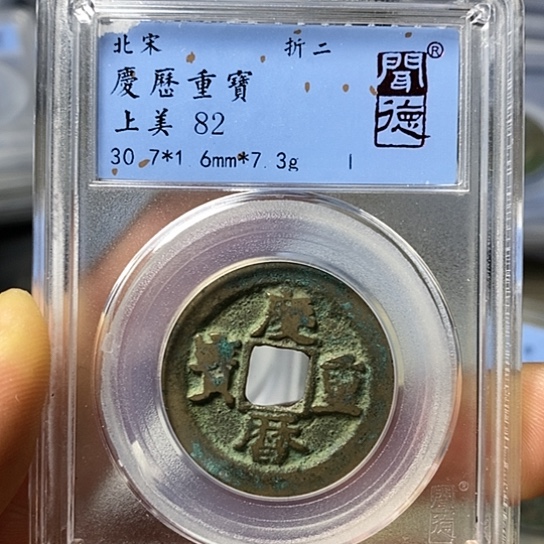 北宋 折二
慶歷重寶
上美 82
30.7*1.6mm*7.3g 1
聞德®
慶
重
寶
曆